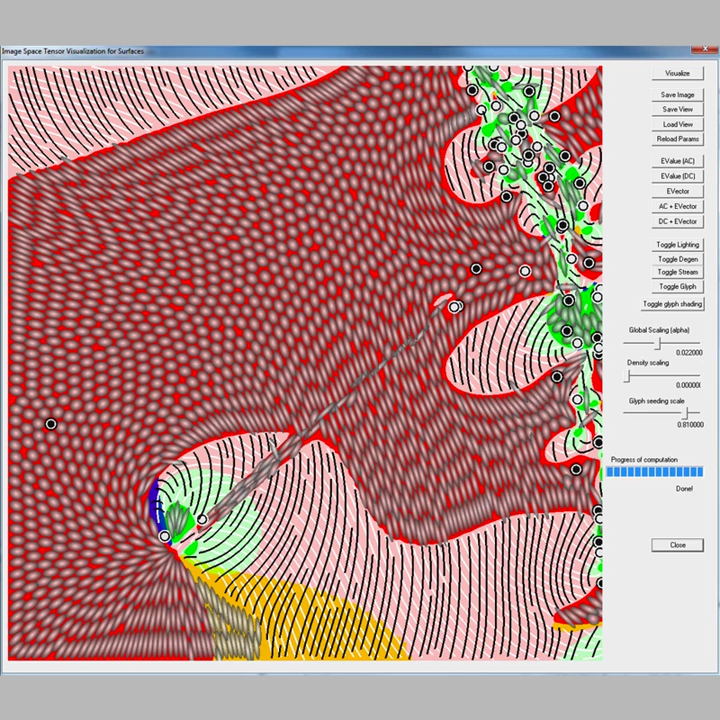 Image Space Tensor Visualization for Surfaces
Visualize
Save Image
Save View
Load View
Reload Params
EValue (AC)
EValue (DC)
EVector
AC + EVector
DC + EVector
Toggle Lighting
Toggle Degen
Toggle Stream
Toggle Glyph
Toggle glyph shading
Global Scaling (alpha)
0.022000
Density scaling
0.00000(
Glyph seeding scale
0.810000
Progress of computation
Done!
Close